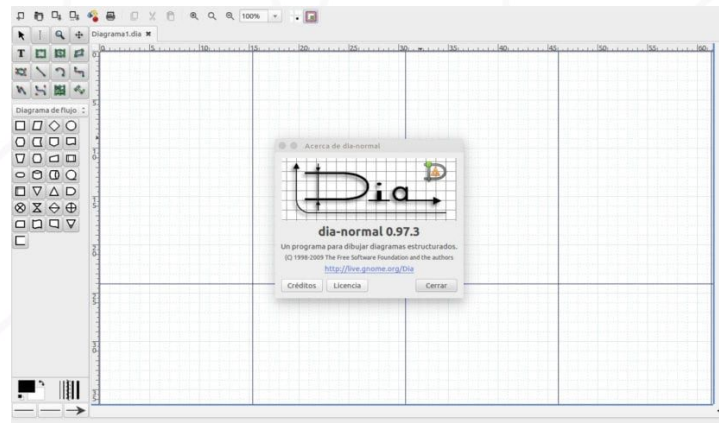 100%
Diagrama1.dia
T
Diagrama de flujo
Acerca de dia-normal
Dia
dia-normal 0.97.3
Un programa para dibujar diagramas estructurados.
(C) 1998-2009 The Free Software Foundation and the authors
http://live.gnome.org/Dia
Créditos Licencia Cerrar